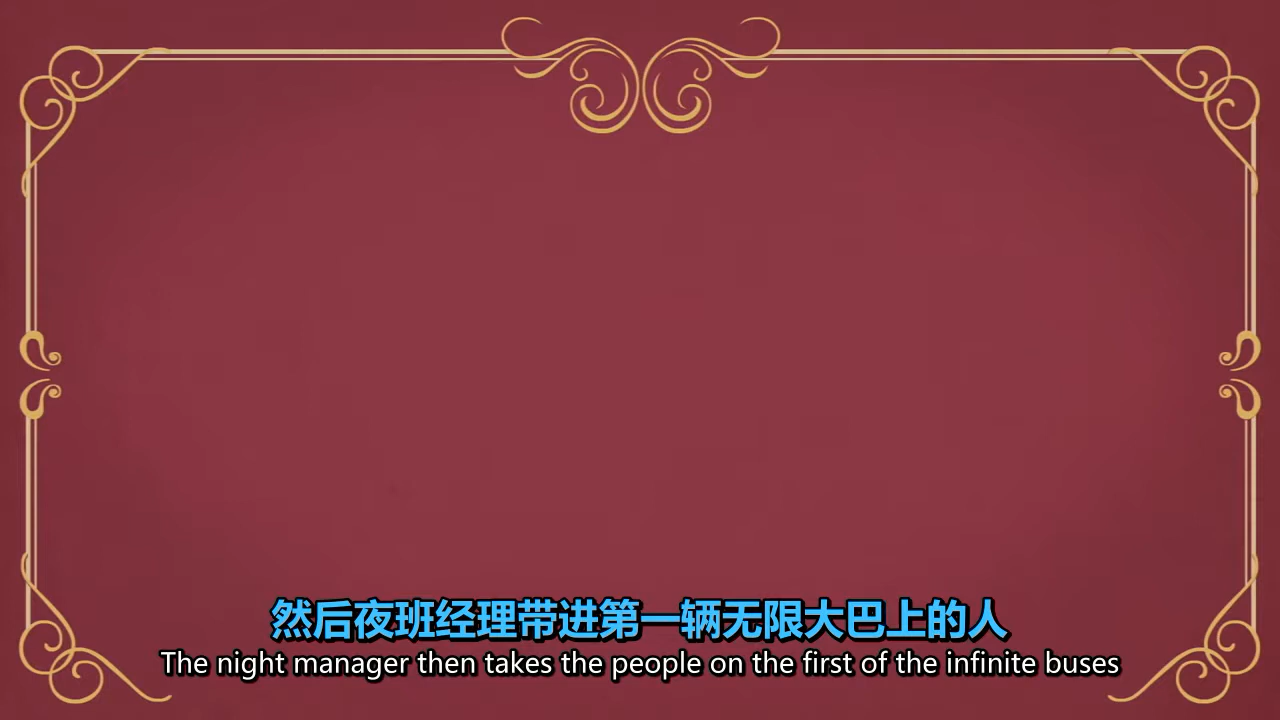 然后夜班经理带进第一辆无限大巴上的人
The night manager then takes the people on the first of the infinite buses